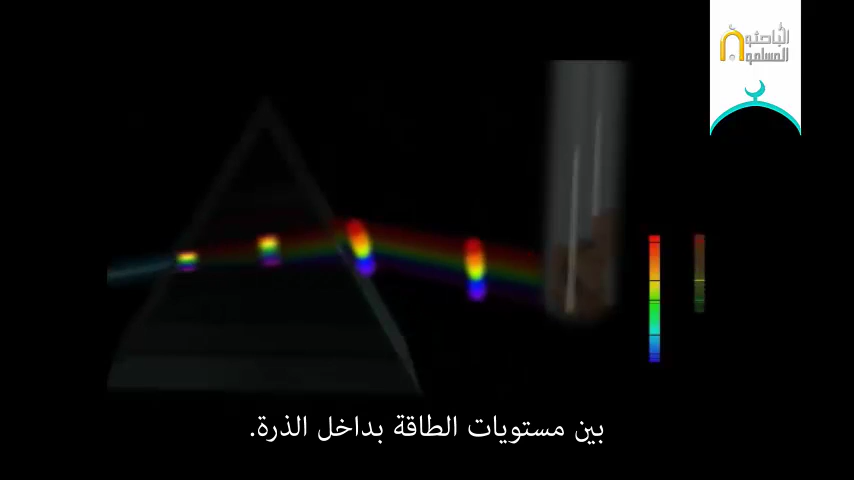 الباحثون
المسلمون
بين مستويات الطاقة بداخل الذرة.